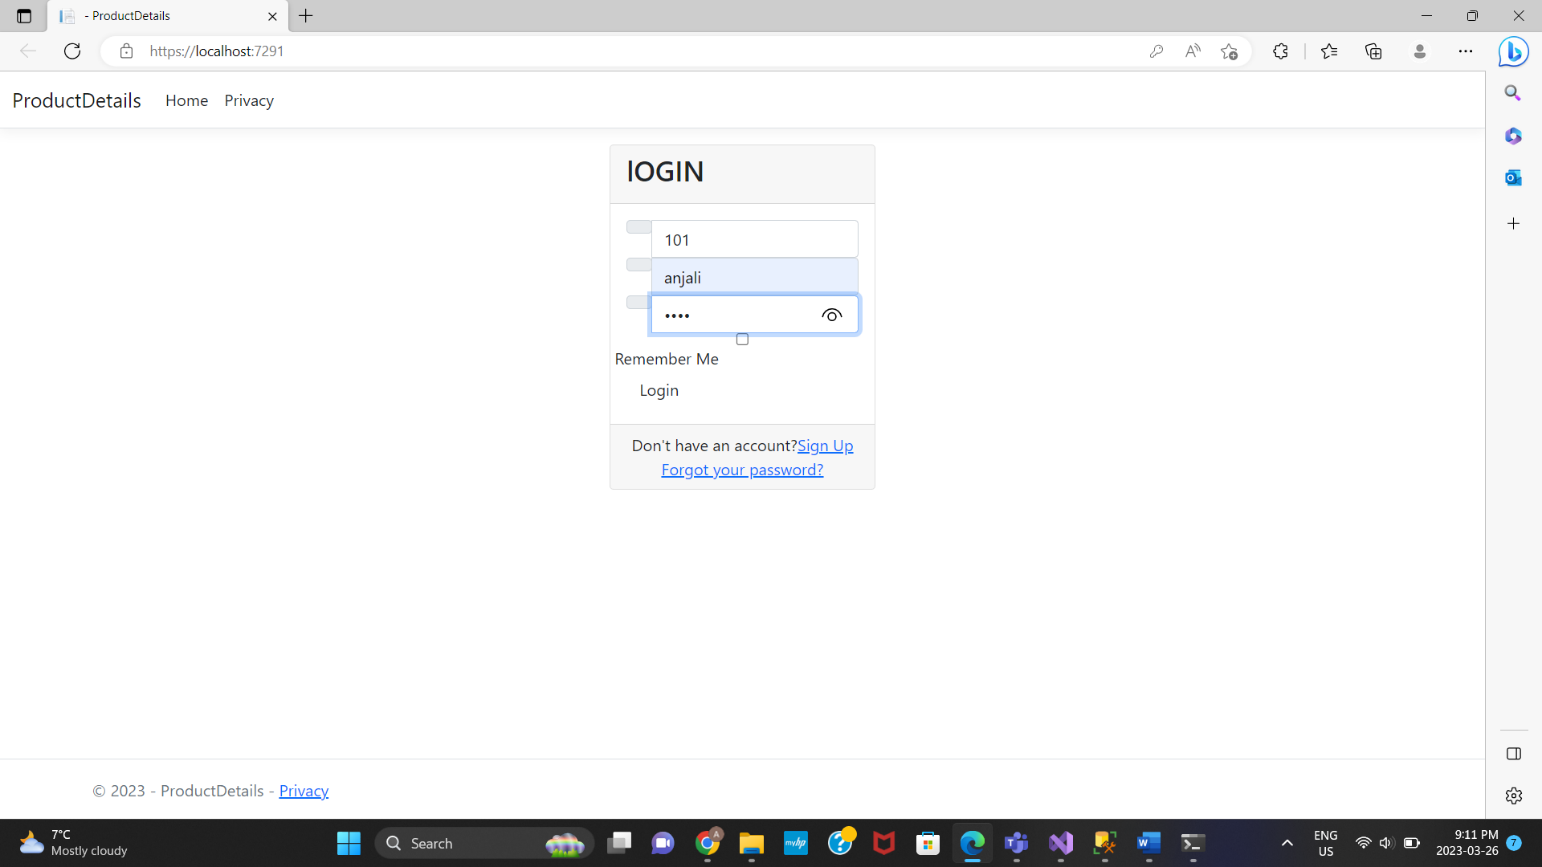 - ProductDetails
https://localhost:7291
ProductDetails Home Privacy
lOGIN
101
anjali
••••
Remember Me
Login
Don't have an account?Sign Up
Forgot your password?
© 2023 - ProductDetails - Privacy
7°C
Mostly cloudy
Search
ENG
US
9:11 PM
2023-03-26
7